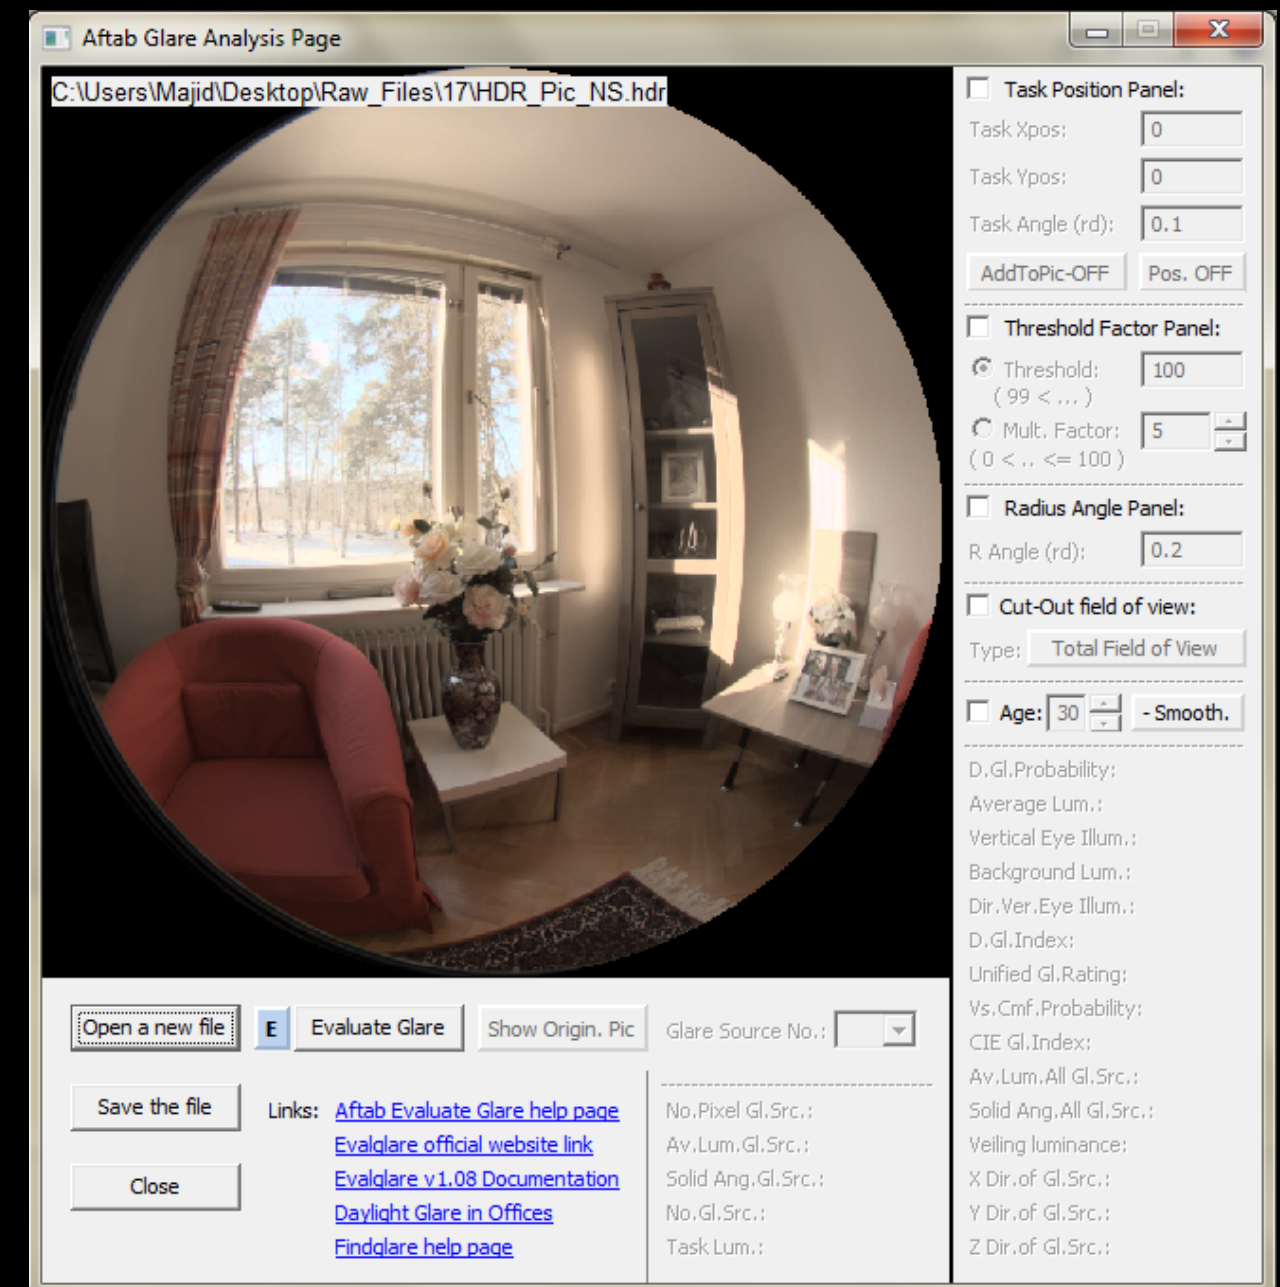 Aftab Glare Analysis Page
C:\Users\Majid\Desktop\Raw_Files\17\HDR_Pic_NS.hdr
Task Position Panel:
Task Xpos: 0
Task Ypos: 0
Task Angle (rd): 0.1
AddToPic-OFF Pos. OFF
Threshold Factor Panel:
Threshold: 100
( 99 < ... )
Mult. Factor: 5
( 0 < .. <= 100 )
Radius Angle Panel:
R Angle (rd): 0.2
Cut-Out field of view:
Type: Total Field of View
Age: 30 - Smooth.
D.Gl.Probability:
Average Lum.:
Vertical Eye Illum.:
Background Lum.:
Dir.Ver.Eye Illum.:
D.Gl.Index:
Unified Gl.Rating:
Vs.Cmf.Probability:
CIE Gl.Index:
Av.Lum.All Gl.Src.:
Solid Ang.All Gl.Src.:
Veiling luminance:
X Dir.of Gl.Src.:
Y Dir.of Gl.Src.:
Z Dir.of Gl.Src.:
Open a new file E Evaluate Glare Show Origin. Pic Glare Source No.:
Save the file
Close
Links: Aftab Evaluate Glare help page
Evalglare official website link
Evalglare v1.08 Documentation
Daylight Glare in Offices
Findglare help page
No.Pixel Gl.Src.:
Av.Lum.Gl.Src.:
Solid Ang.Gl.Src.:
No.Gl.Src.:
Task Lum.: